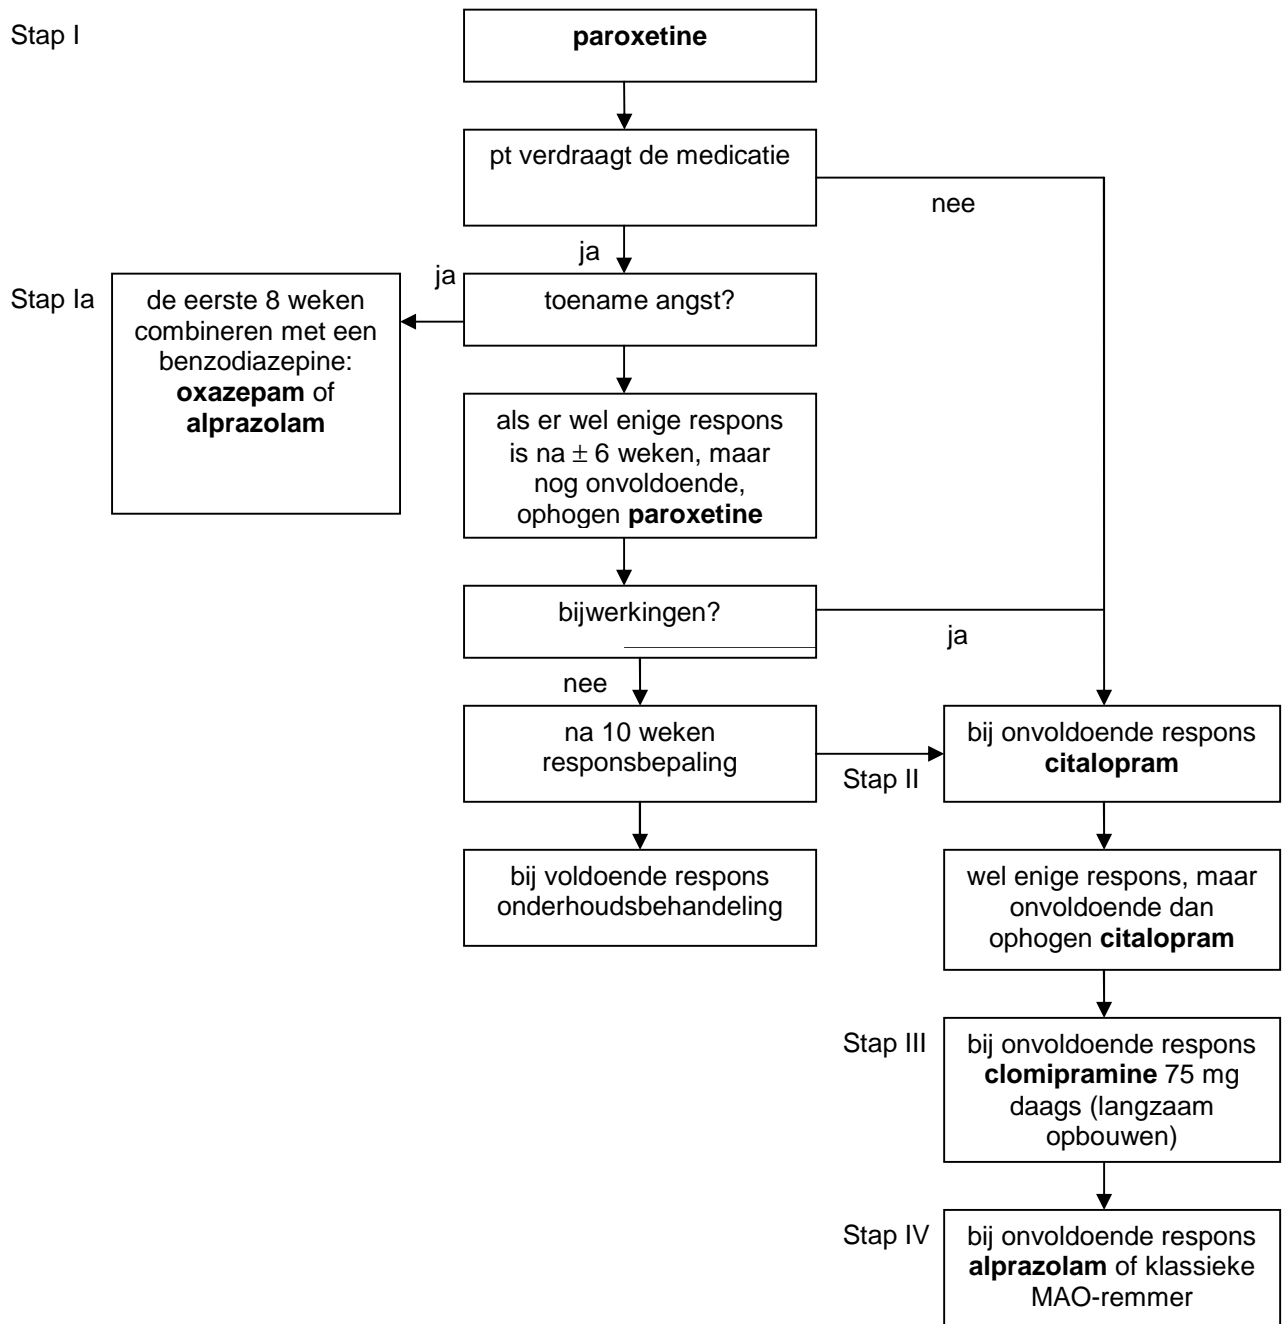 Stap I
paroxetine
pt verdraagt de medicatie
nee
ja
ja
Stap Ia
de eerste 8 weken
combineren met een
benzodiazepine:
oxazepam of
alprazolam
toename angst?
als er wel enige respons
is na ± 6 weken, maar
nog onvoldoende,
ophogen paroxetine
bijwerkingen?
ja
nee
na 10 weken
responsbepaling
Stap II
bij onvoldoende respons
citalopram
bij voldoende respons
onderhoudsbehandeling
wel enige respons, maar
onvoldoende dan
ophogen citalopram
Stap III
bij onvoldoende respons
clomipramine 75 mg
daags (langzaam
opbouwen)
Stap IV
bij onvoldoende respons
alprazolam of klassieke
MAO-remmer